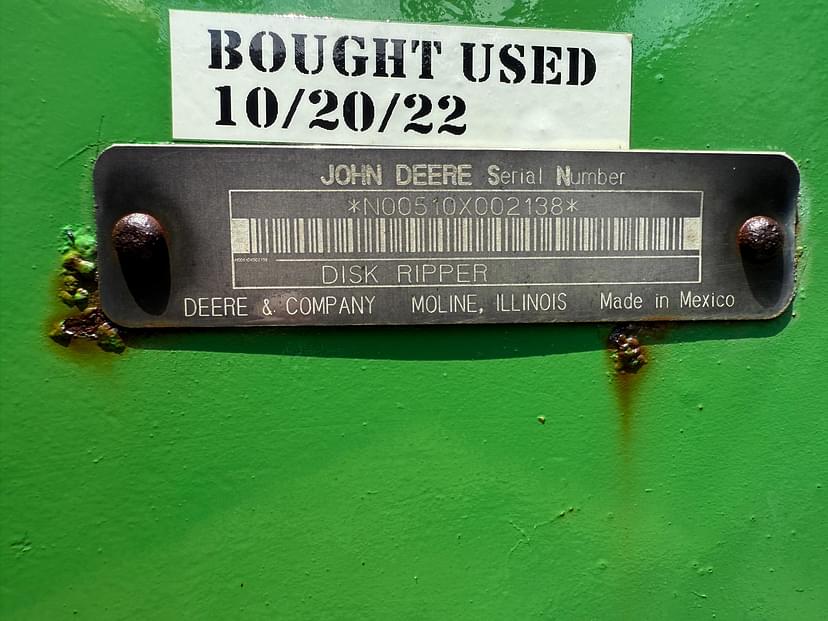 BOUGHT USED
10/20/22
JOHN DEERE Serial Number
*N00510X002138*
DISK RIPPER
DEERE & COMPANY MOLINE, ILLINOIS Made in Mexico